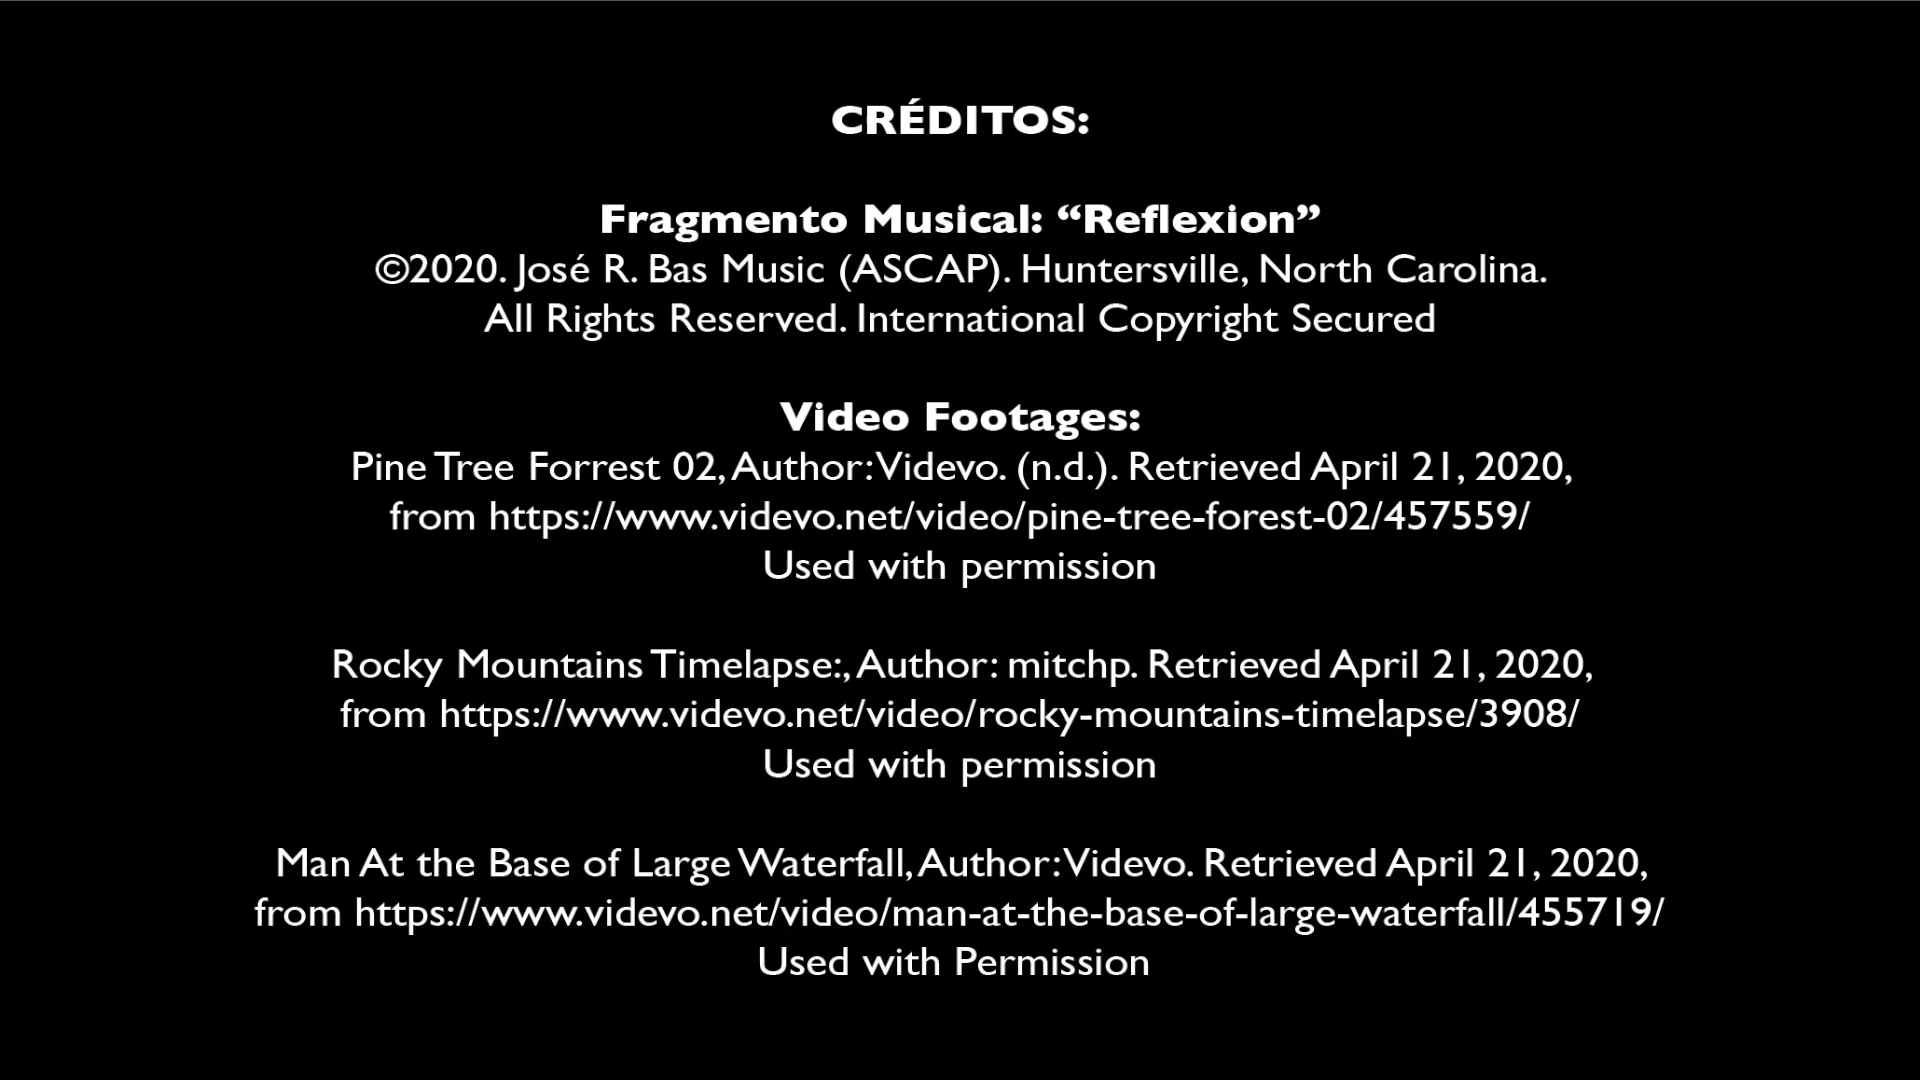 CRÉDITOS:
Fragmento Musical: “Reflexion”
©2020. José R. Bas Music (ASCAP). Huntersville, North Carolina.
All Rights Reserved. International Copyright Secured
Video Footages:
Pine Tree Forrest 02, Author: Videvo. (n.d.). Retrieved April 21, 2020,
from https://www.videvo.net/video/pine-tree-forest-02/457559/
Used with permission
Rocky Mountains Timelapse:, Author: mitchp. Retrieved April 21, 2020,
from https://www.videvo.net/video/rocky-mountains-timelapse/3908/
Used with permission
Man At the Base of Large Waterfall, Author: Videvo. Retrieved April 21, 2020,
from https://www.videvo.net/video/man-at-the-base-of-large-waterfall/455719/
Used with Permission